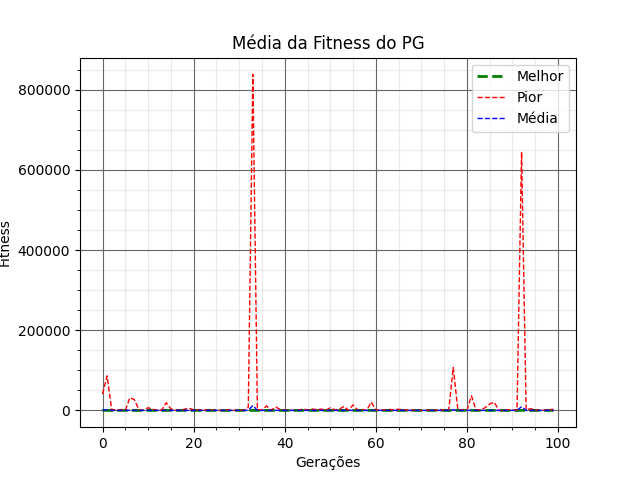 Média da Fitness do PG
Melhor
Pior
Média
800000
600000
400000
200000
0
Fitness
0 20 40 60 80 100
Gerações